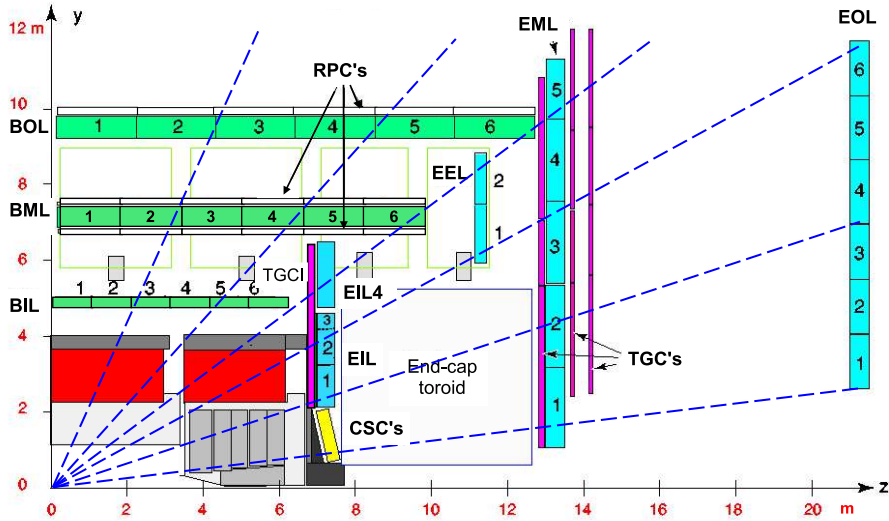 y
12 m
EML
EOL
RPC's
5
6
10
BOL
1 2 3 4 5 6
5
4
EEL
2
8
4
BML
1 2 3 4 5 6
1
3
6
TGCI
3
1 2 3 4 5 6
EIL4
BIL
2
3
4
2
2
TGC's
EIL
End-cap
toroid
1
1
1
2
CSC's
0
z
0 2 4 6 8 10 12 14 16 18 20 m